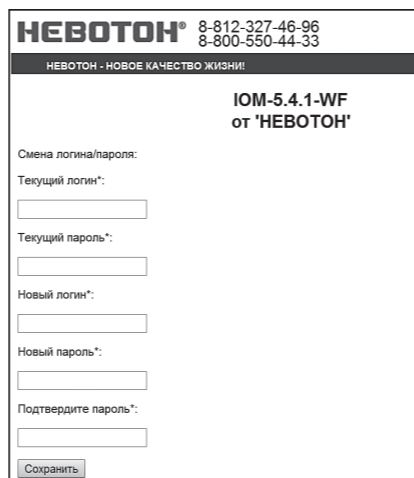 НЕВОТОН®
8-812-327-46-96
8-800-550-44-33
НЕВОТОН - НОВОЕ КАЧЕСТВО ЖИЗНИ!
IOM-5.4.1-WF
от 'НЕВОТОН'
Смена логина/пароля:
Текущий логин*:
Текущий пароль*:
Новый логин*:
Новый пароль*:
Подтвердите пароль*:
Сохранить